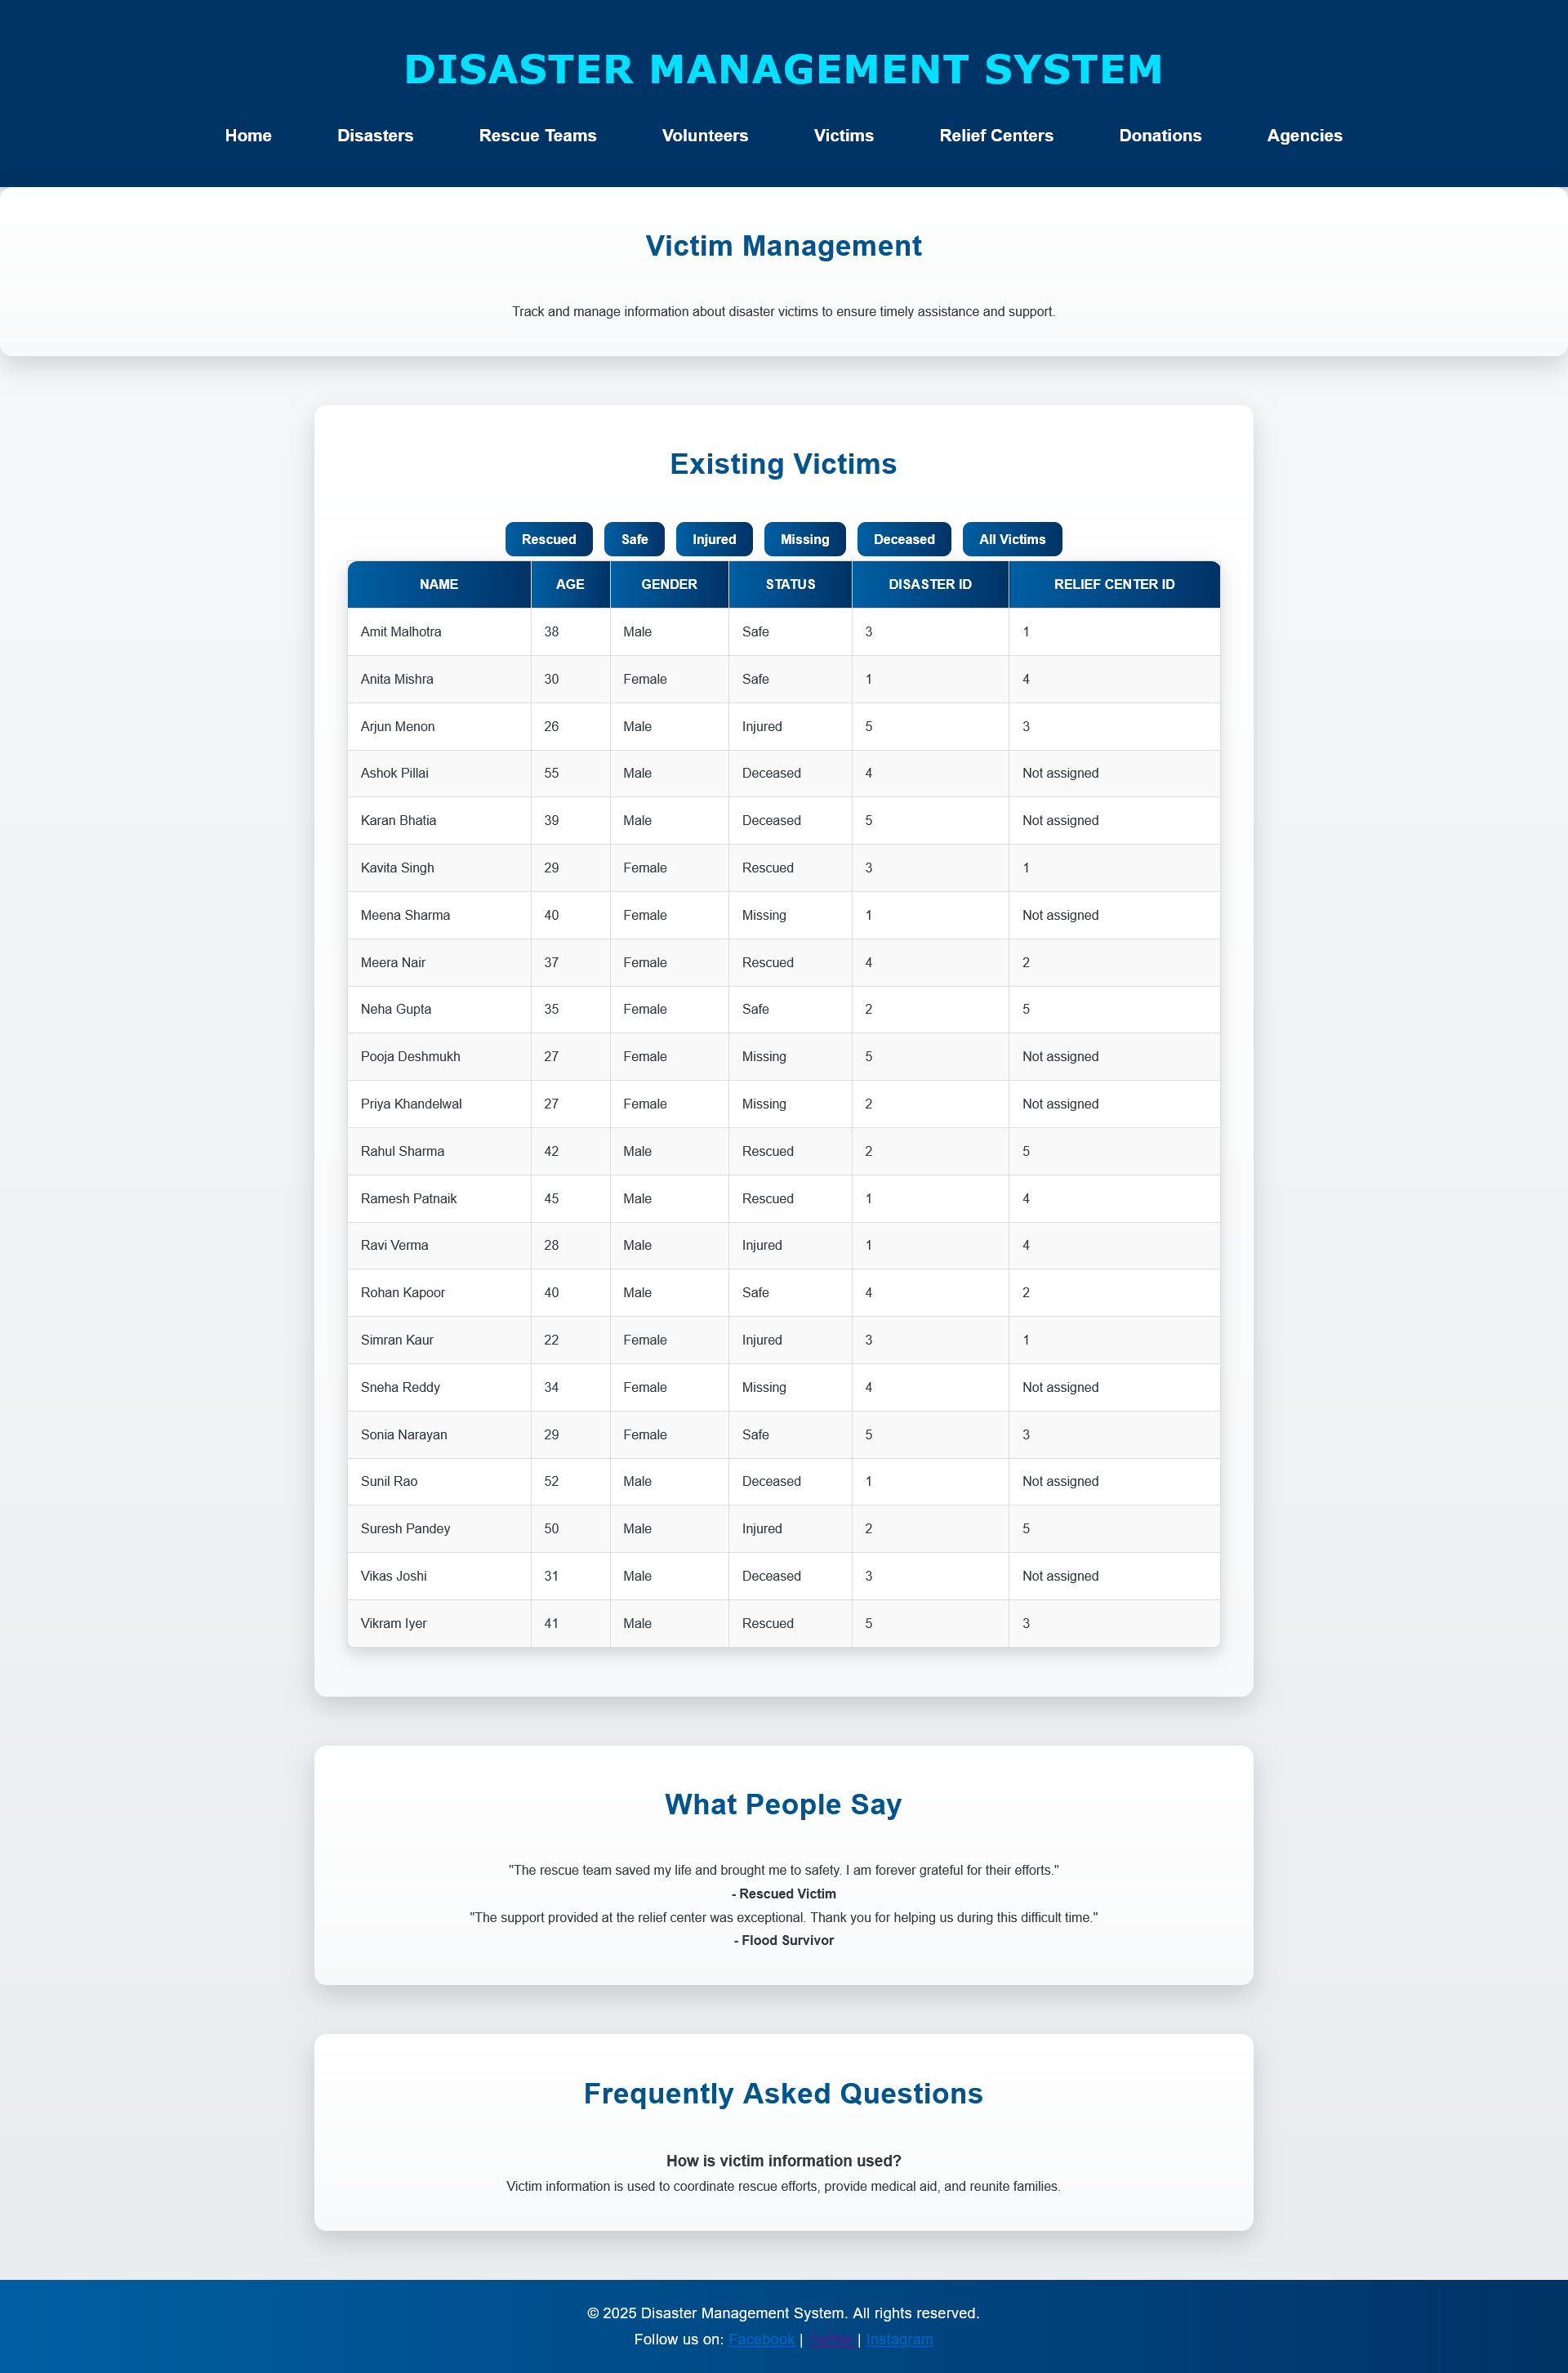 DISASTER MANAGEMENT SYSTEM
Home Disasters Rescue Teams Volunteers Victims Relief Centers Donations Agencies
Victim Management
Track and manage information about disaster victims to ensure timely assistance and support.
Existing Victims
Rescued Safe Injured Missing Deceased All Victims
NAME AGE GENDER STATUS DISASTER ID RELIEF CENTER ID
Amit Malhotra 38 Male Safe 3 1
Anita Mishra 30 Female Safe 1 4
Arjun Menon 26 Male Injured 5 3
Ashok Pillai 55 Male Deceased 4 Not assigned
Karan Bhatia 39 Male Deceased 5 Not assigned
Kavita Singh 29 Female Rescued 3 1
Meena Sharma 40 Female Missing 1 Not assigned
Meera Nair 37 Female Rescued 4 2
Neha Gupta 35 Female Safe 2 5
Pooja Deshmukh 27 Female Missing 5 Not assigned
Priya Khandelwal 27 Female Missing 2 Not assigned
Rahul Sharma 42 Male Rescued 2 5
Ramesh Patnaik 45 Male Rescued 1 4
Ravi Verma 28 Male Injured 1 4
Rohan Kapoor 40 Male Safe 4 2
Simran Kaur 22 Female Injured 3 1
Sneha Reddy 34 Female Missing 4 Not assigned
Sonia Narayan 29 Female Safe 5 3
Sunil Rao 52 Male Deceased 1 Not assigned
Suresh Pandey 50 Male Injured 2 5
Vikas Joshi 31 Male Deceased 3 Not assigned
Vikram Iyer 41 Male Rescued 5 3
What People Say
"The rescue team saved my life and brought me to safety. I am forever grateful for their efforts."
- Rescued Victim
"The support provided at the relief center was exceptional. Thank you for helping us during this difficult time."
- Flood Survivor
Frequently Asked Questions
How is victim information used?
Victim information is used to coordinate rescue efforts, provide medical aid, and reunite families.
© 2025 Disaster Management System. All rights reserved.
Follow us on: Facebook | Twitter | Instagram